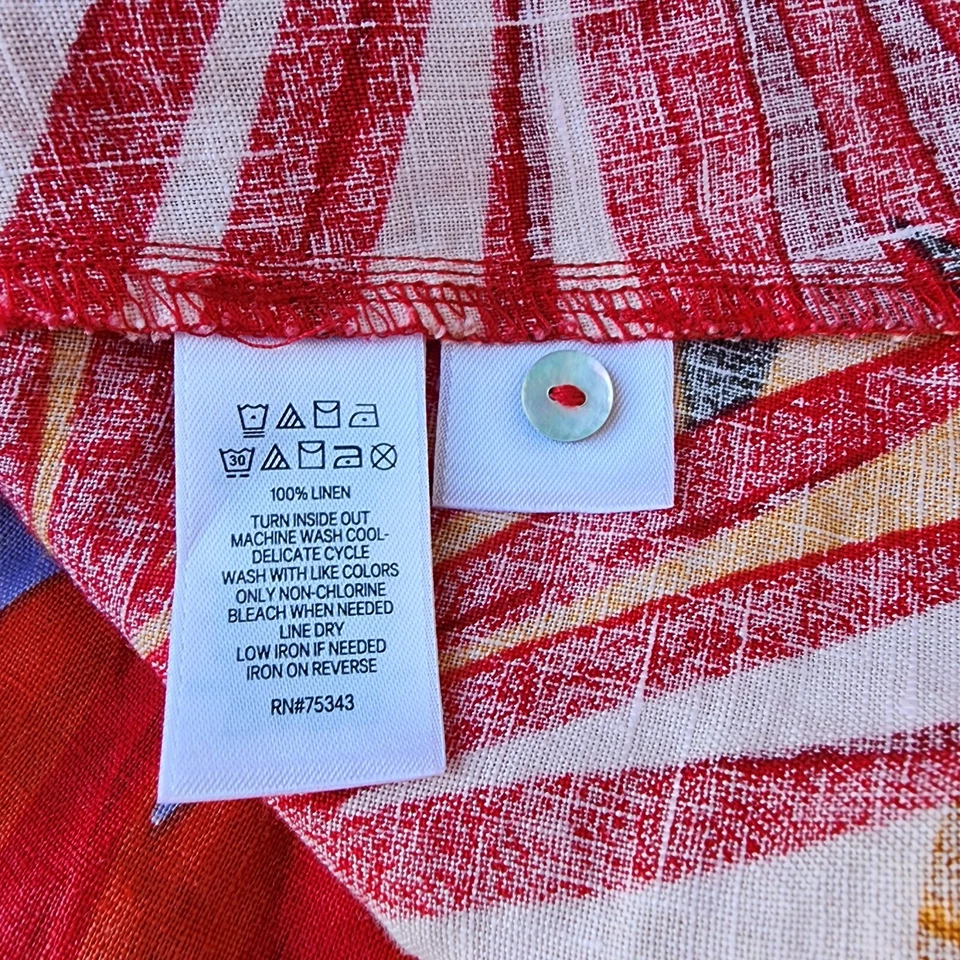 30
100% LINEN
TURN INSIDE OUT
MACHINE WASH COOL-
DELICATE CYCLE
WASH WITH LIKE COLORS
ONLY NON-CHLORINE
BLEACH WHEN NEEDED
LINE DRY
LOW IRON IF NEEDED
IRON ON REVERSE
RN#75343